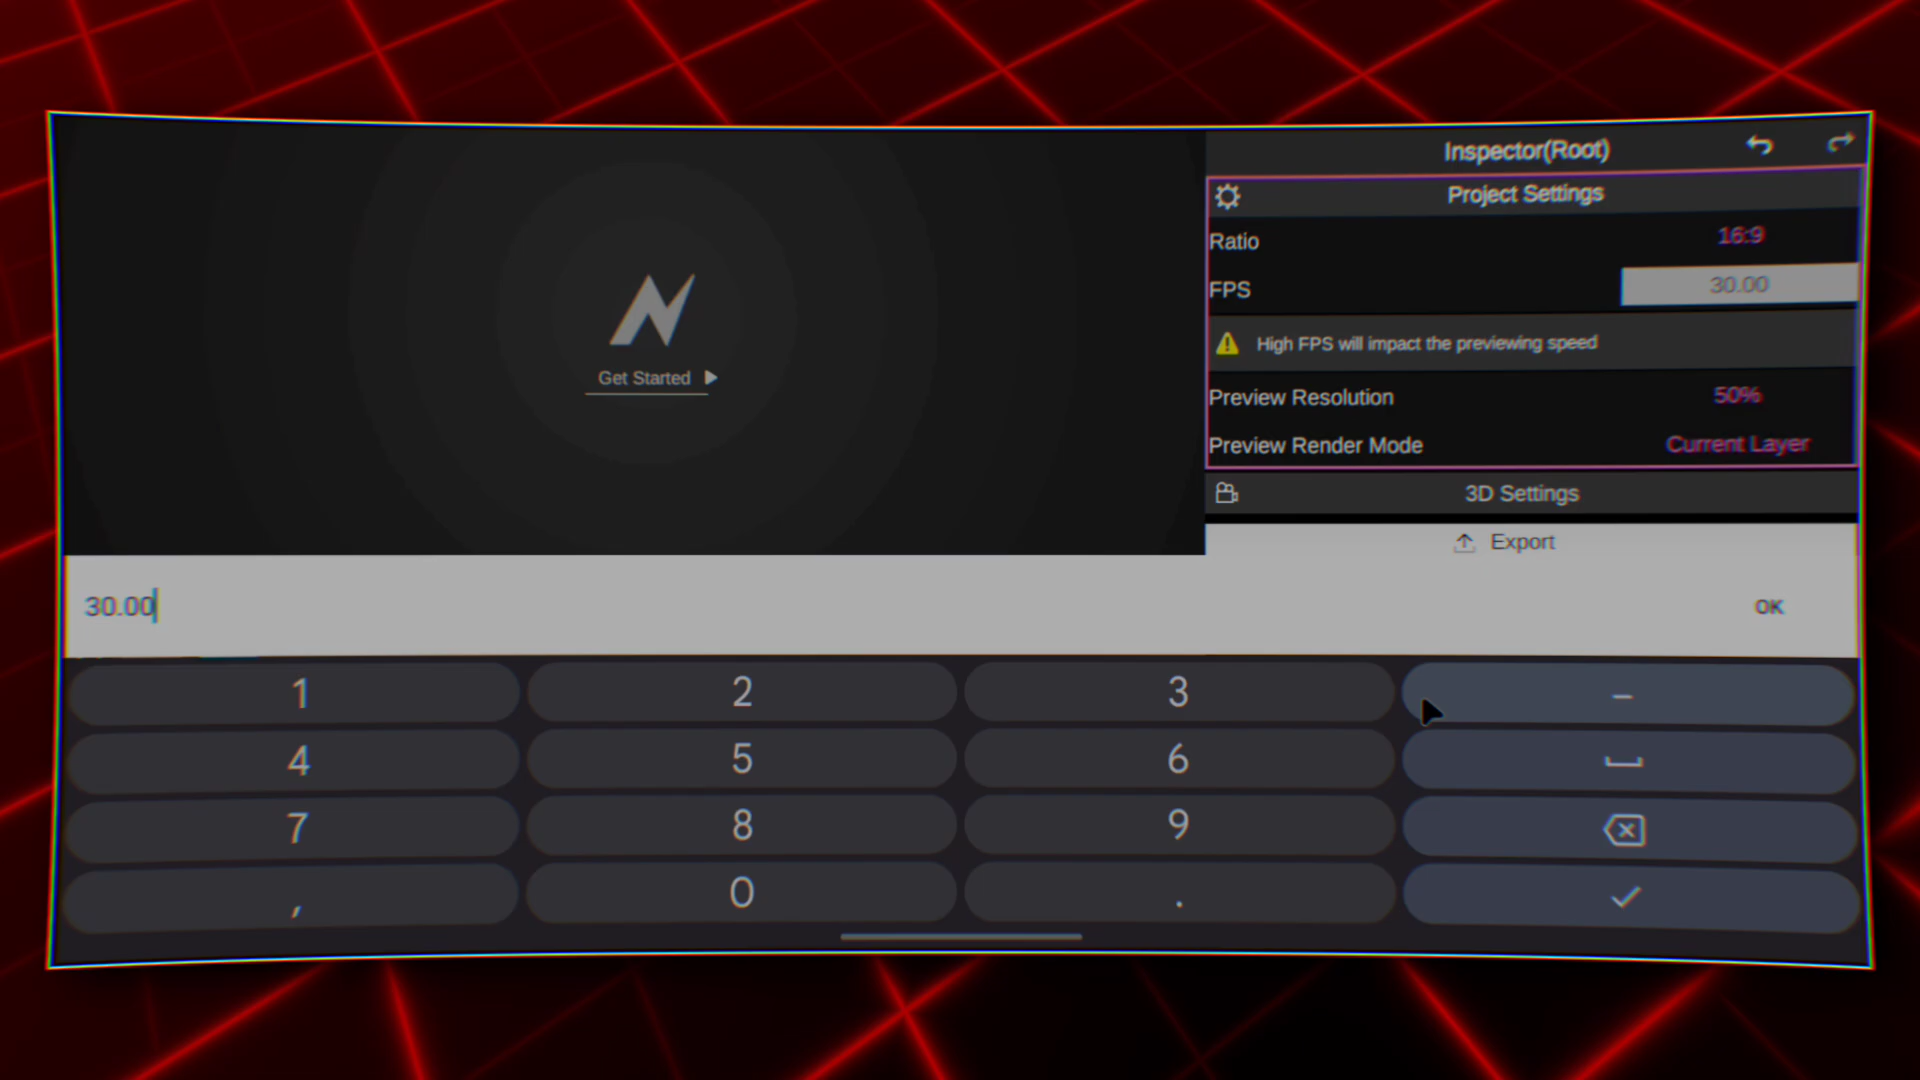 Inspector(Root)
Project Settings
Ratio 16:9
FPS 30.00
High FPS will impact the previewing speed
Preview Resolution 50%
Preview Render Mode Current Layer
3D Settings
Export
Get Started
30.00 OK
1 2 3 –
4 5 6
7 8 9
, 0 .